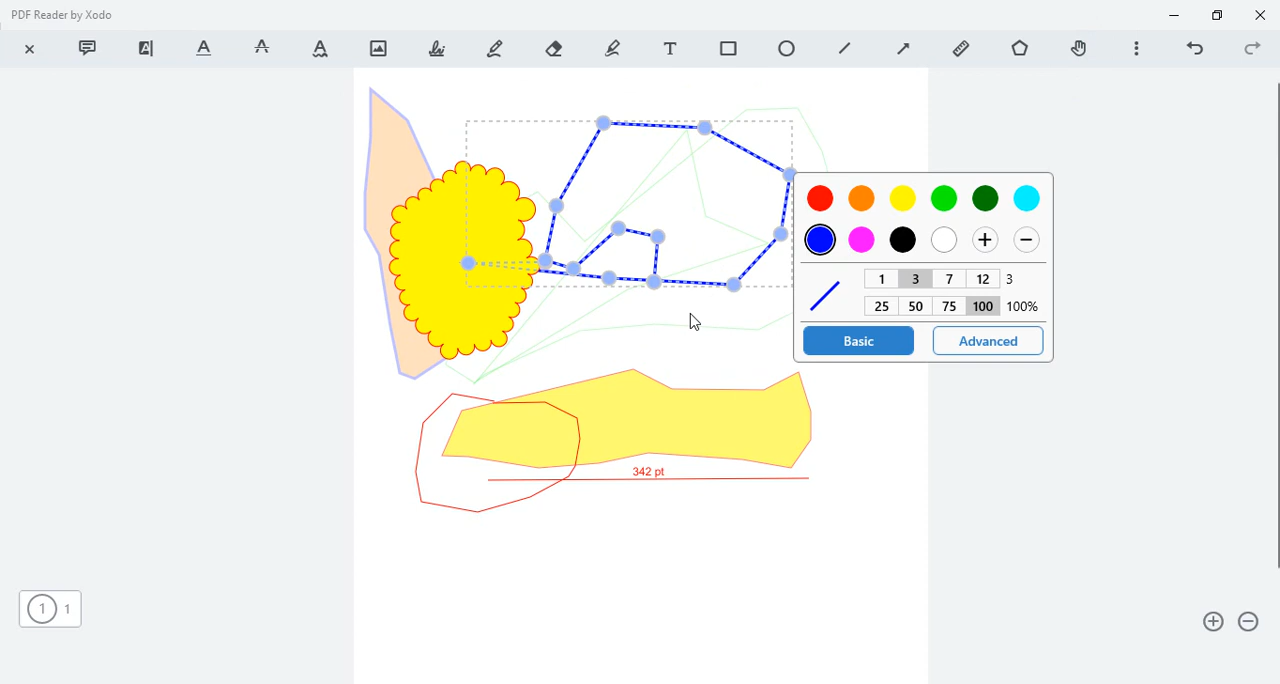 PDF Reader by Xodo
T
1 3 7 12 3
25 50 75 100 100%
Basic Advanced
342 pt
1 1